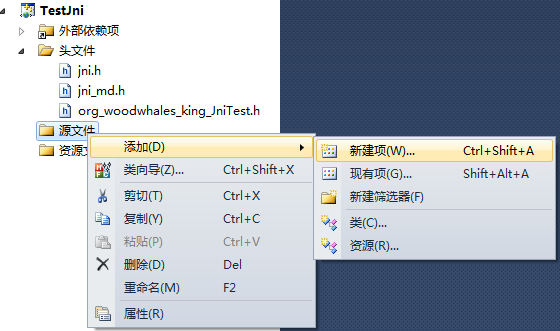 TestJni
外部依赖项
头文件
jni.h
jni_md.h
org_woodwhales_king_JniTest.h
源文件
资源文
添加(D)
类向导(Z)... Ctrl+Shift+X
剪切(T) Ctrl+X
复制(Y) Ctrl+C
粘贴(P) Ctrl+V
删除(D) Del
重命名(M) F2
属性(R)
新建项(W)... Ctrl+Shift+A
现有项(G)... Shift+Alt+A
新建筛选器(F)
类(C)...
资源(R)...